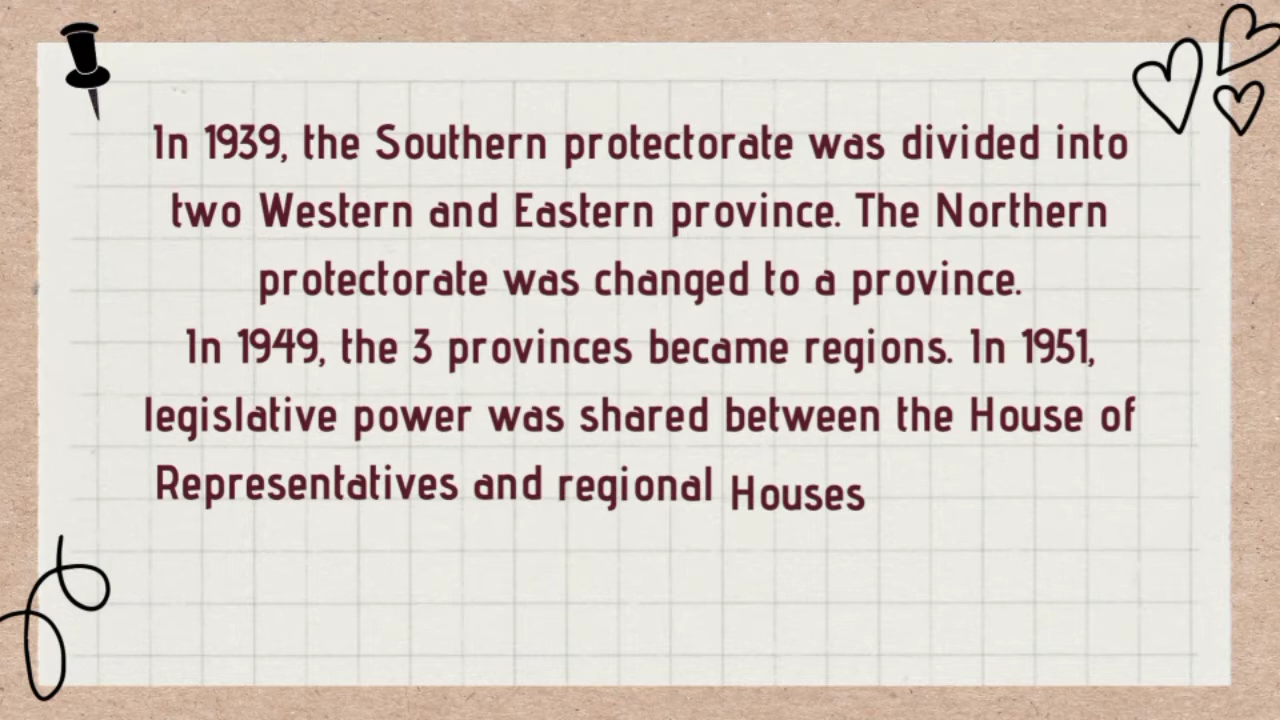 In 1939, the Southern protectorate was divided into
two Western and Eastern province. The Northern
protectorate was changed to a province.
In 1949, the 3 provinces became regions. In 1951,
legislative power was shared between the House of
Representatives and regional Houses